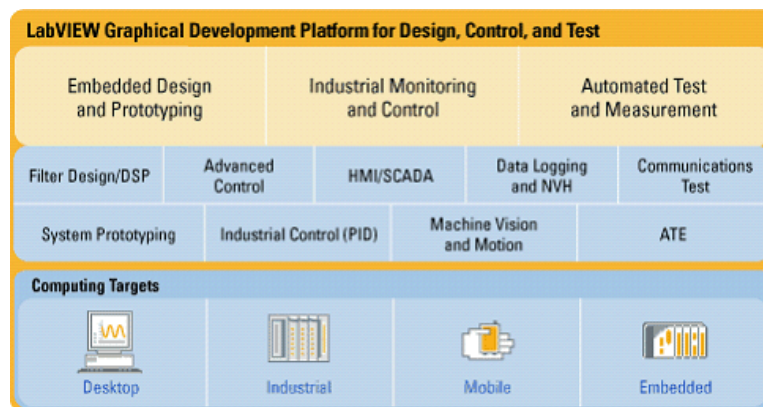 LabVIEW Graphical Development Platform for Design, Control, and Test
Embedded Design
and Prototyping
Industrial Monitoring
and Control
Automated Test
and Measurement
Filter Design/DSP
Advanced
Control
HMI/SCADA
Data Logging
and NVH
Communications
Test
System Prototyping
Industrial Control (PID)
Machine Vision
and Motion
ATE
Computing Targets
Desktop
Industrial
Mobile
Embedded